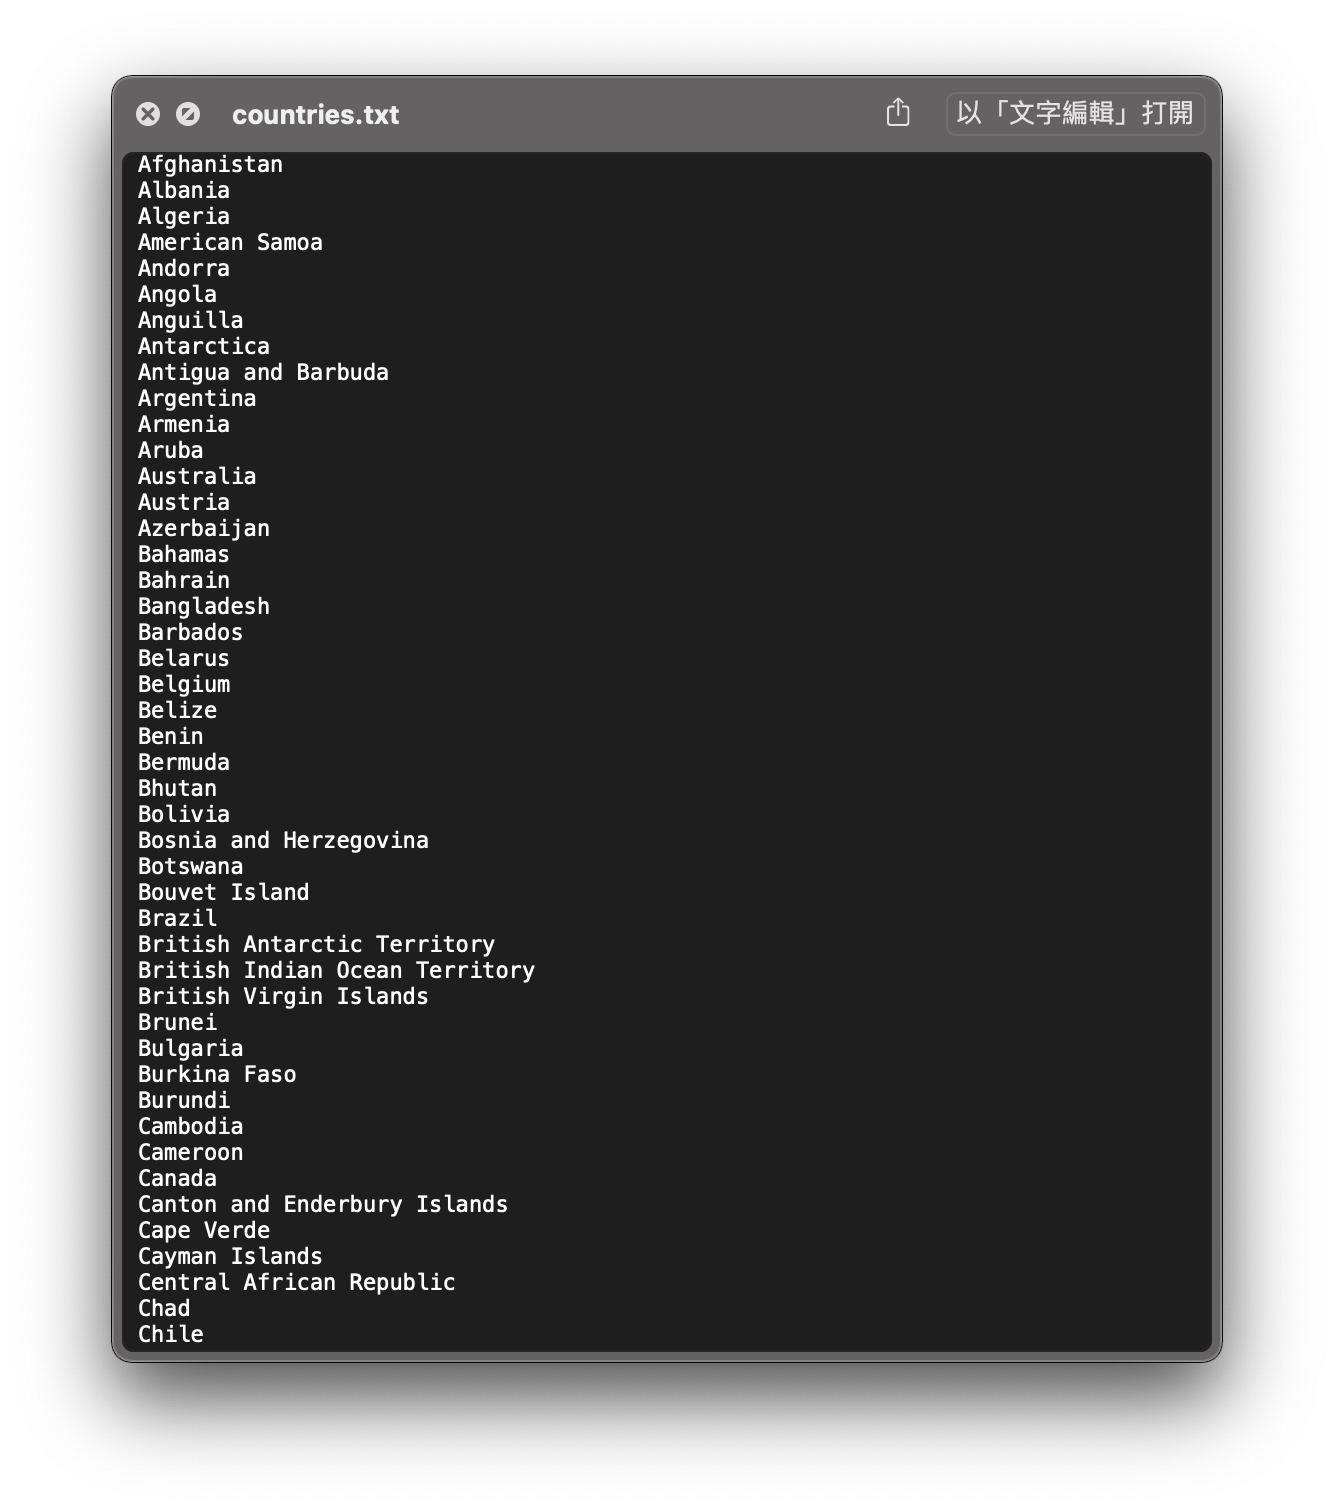 countries.txt
以「文字編輯」打開
Afghanistan
Albania
Algeria
American Samoa
Andorra
Angola
Anguilla
Antarctica
Antigua and Barbuda
Argentina
Armenia
Aruba
Australia
Austria
Azerbaijan
Bahamas
Bahrain
Bangladesh
Barbados
Belarus
Belgium
Belize
Benin
Bermuda
Bhutan
Bolivia
Bosnia and Herzegovina
Botswana
Bouvet Island
Brazil
British Antarctic Territory
British Indian Ocean Territory
British Virgin Islands
Brunei
Bulgaria
Burkina Faso
Burundi
Cambodia
Cameroon
Canada
Canton and Enderbury Islands
Cape Verde
Cayman Islands
Central African Republic
Chad
Chile